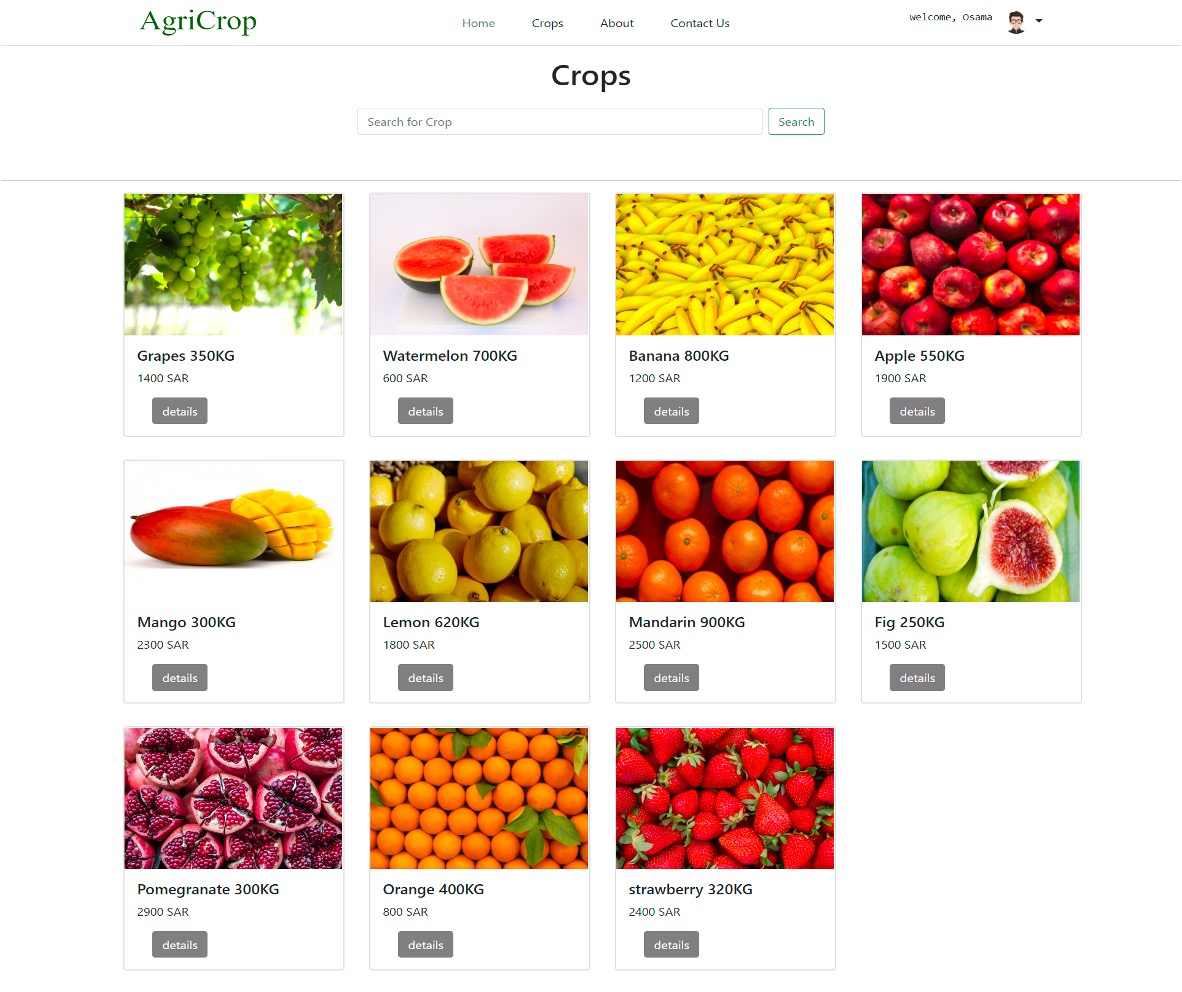 AgriCrop
Home Crops About Contact Us
welcome, Osama
Crops
Search for Crop Search
Grapes 350KG
1400 SAR
details
Watermelon 700KG
600 SAR
details
Banana 800KG
1200 SAR
details
Apple 550KG
1900 SAR
details
Mango 300KG
2300 SAR
details
Lemon 620KG
1800 SAR
details
Mandarin 900KG
2500 SAR
details
Fig 250KG
1500 SAR
details
Pomegranate 300KG
2900 SAR
details
Orange 400KG
800 SAR
details
strawberry 320KG
2400 SAR
details